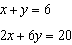 x + y = 6
2x + 6y = 20